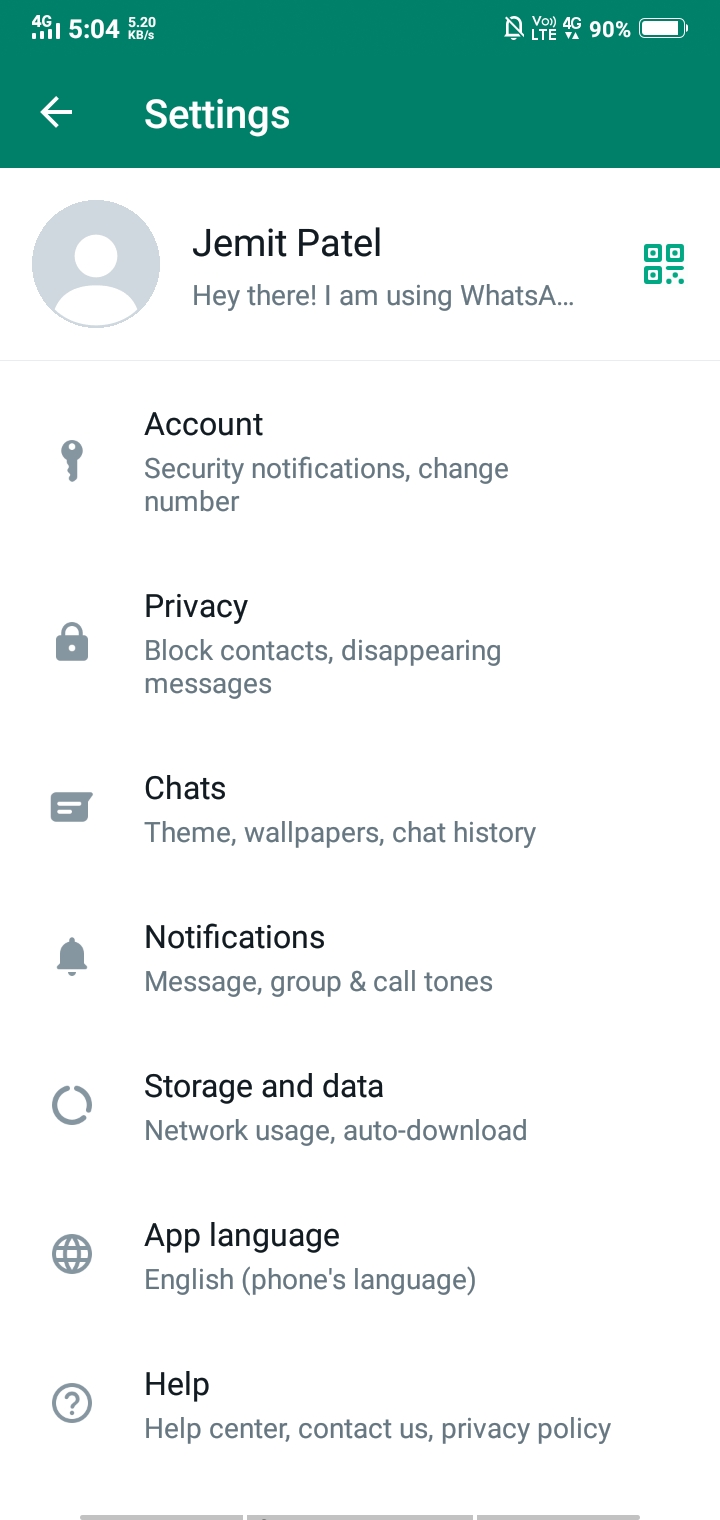 4G 5:04 5.20 KB/s Vo)) LTE 4G 90%
Settings
Jemit Patel
Hey there! I am using WhatsA...
Account
Security notifications, change
number
Privacy
Block contacts, disappearing
messages
Chats
Theme, wallpapers, chat history
Notifications
Message, group & call tones
Storage and data
Network usage, auto-download
App language
English (phone's language)
Help
Help center, contact us, privacy policy